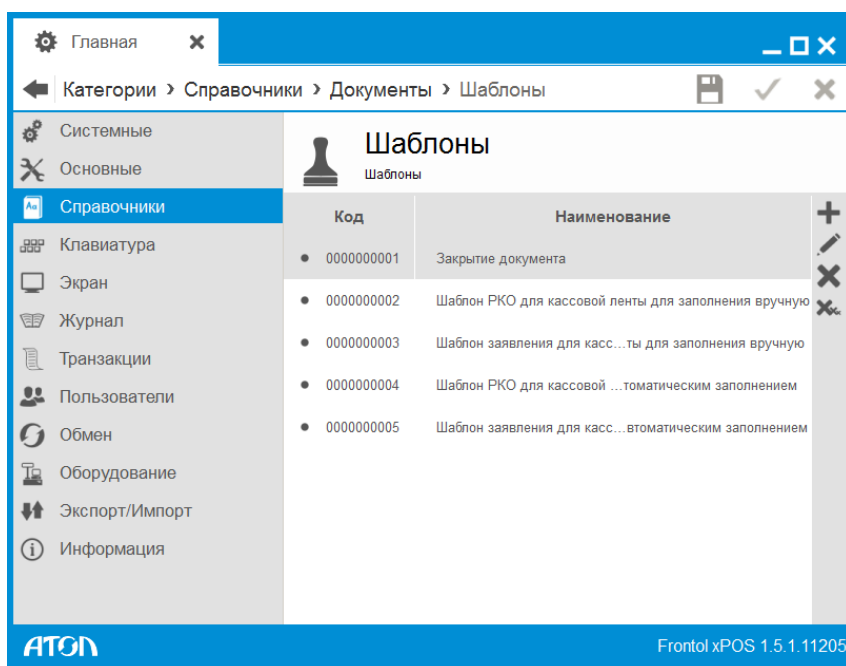 Главная
Категории › Справочники › Документы › Шаблоны
Системные
Основные
Справочники
Клавиатура
Экран
Журнал
Транзакции
Пользователи
Обмен
Оборудование
Экспорт/Импорт
Информация
Шаблоны
Шаблоны
Код Наименование
0000000001 Закрытие документа
0000000002 Шаблон РКО для кассовой ленты для заполнения вручную
0000000003 Шаблон заявления для касс...ты для заполнения вручную
0000000004 Шаблон РКО для кассовой ...томатическим заполнением
0000000005 Шаблон заявления для касс...втоматическим заполнением
ATOL Frontol xPOS 1.5.1.11205